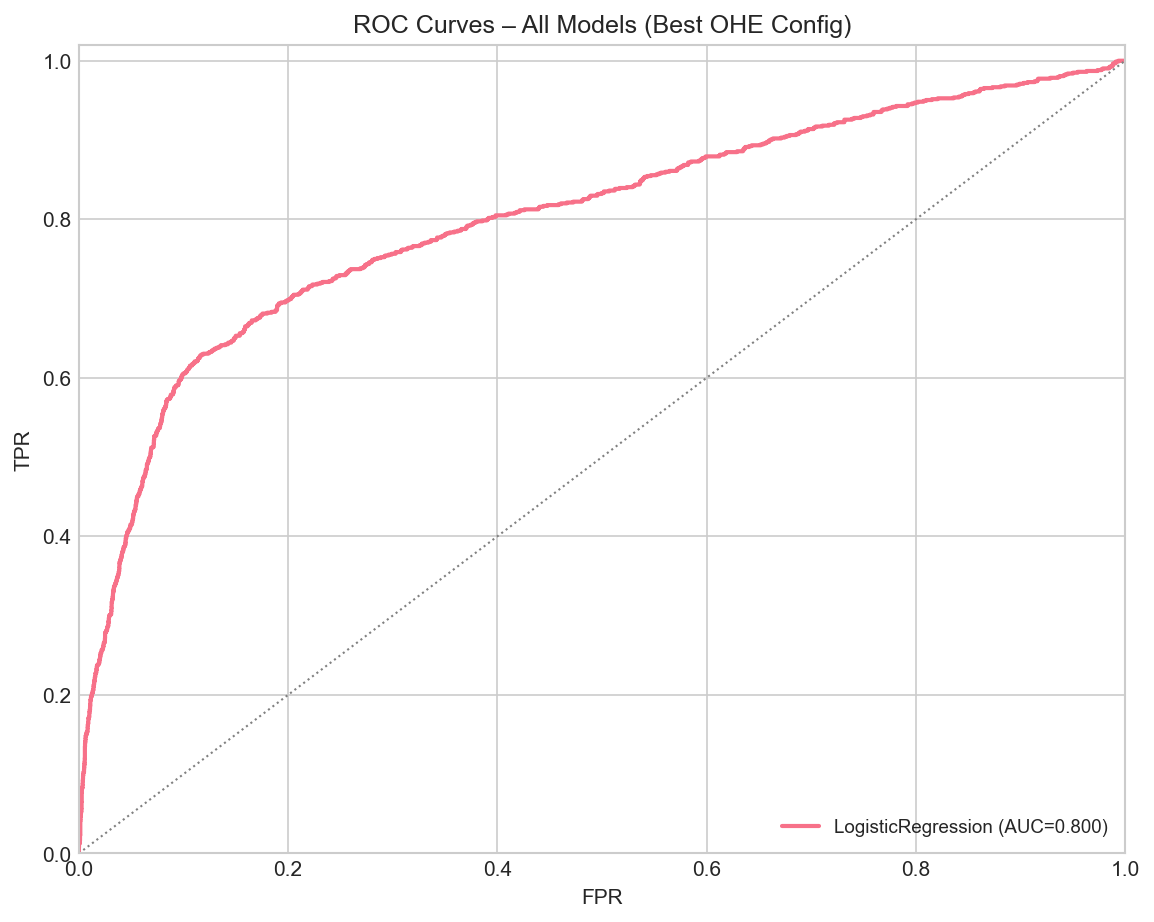 ROC Curves – All Models (Best OHE Config)
1.0
0.8
0.6
0.4
0.2
0.0
TPR
0.0 0.2 0.4 0.6 0.8 1.0
FPR
LogisticRegression (AUC=0.800)